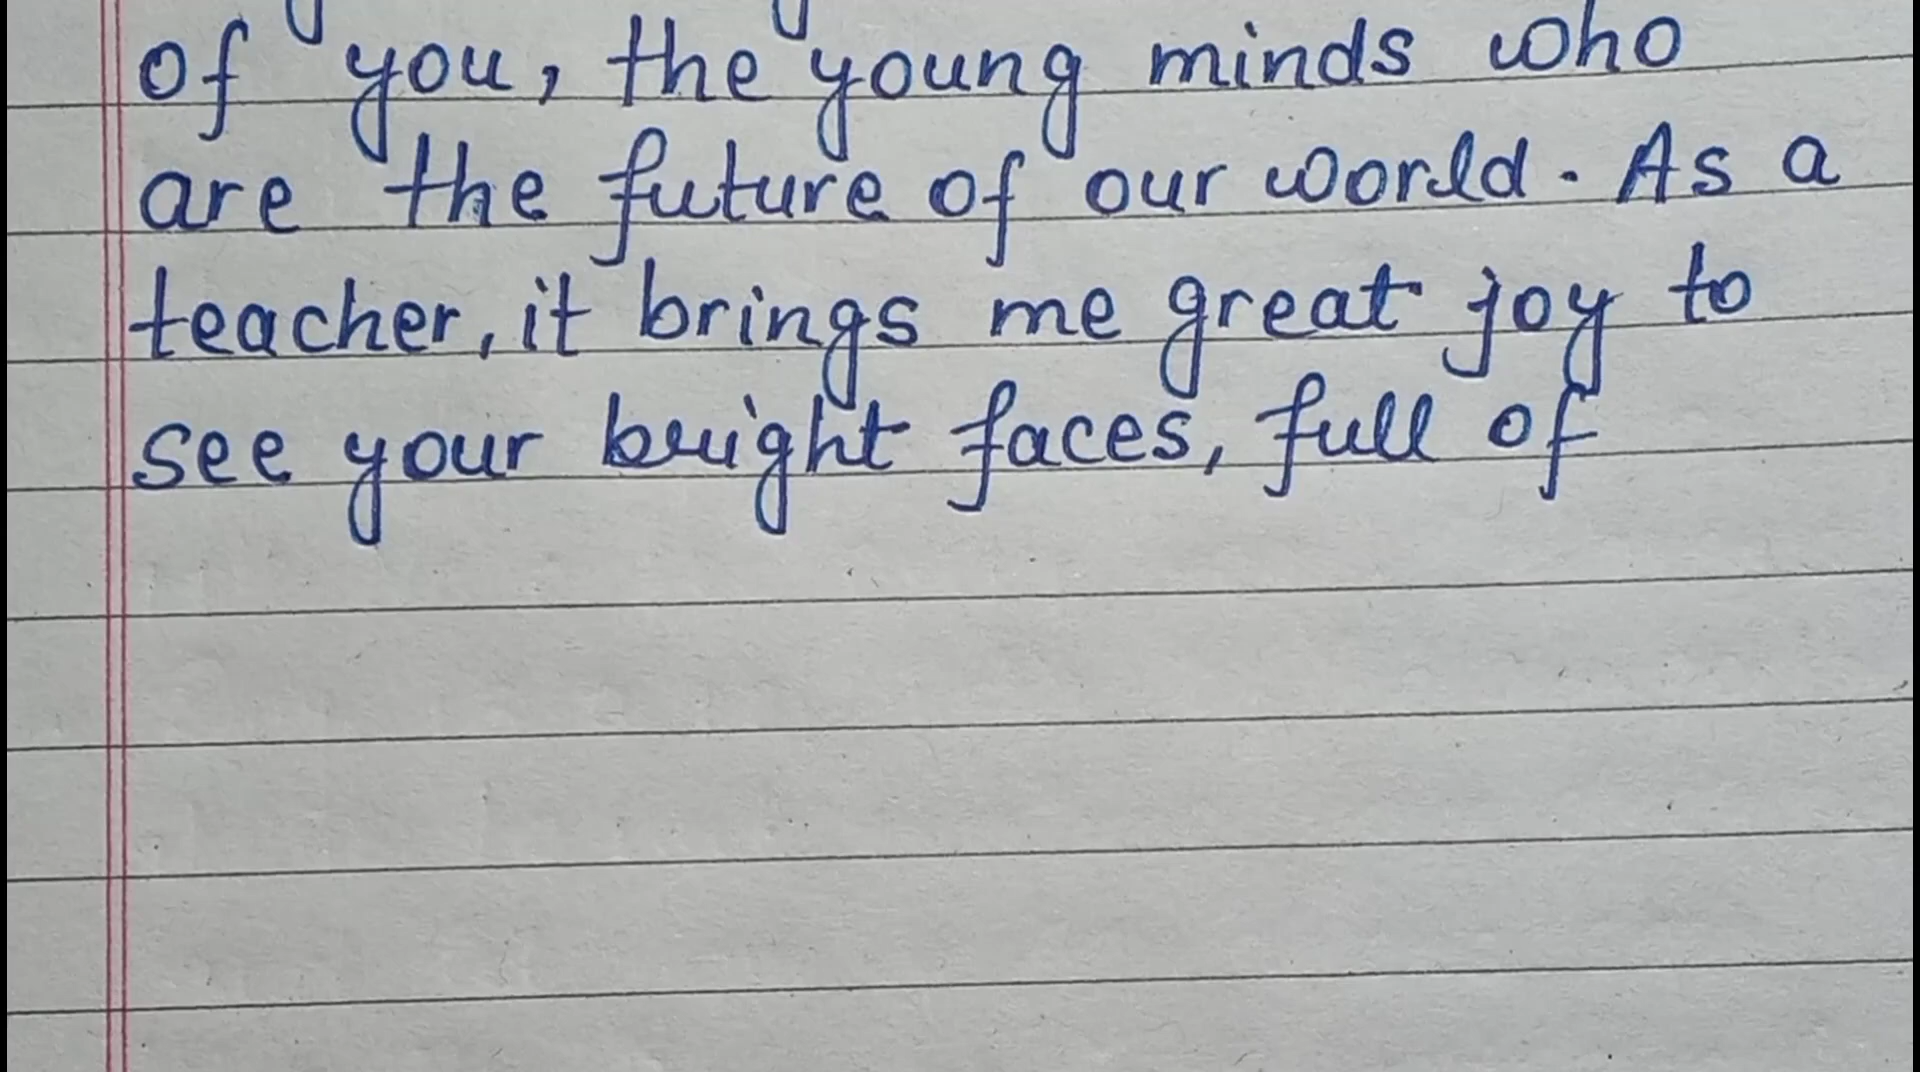 of you, the young minds who
are the future of our world. As a
teacher, it brings me great joy to
see your bright faces, full of